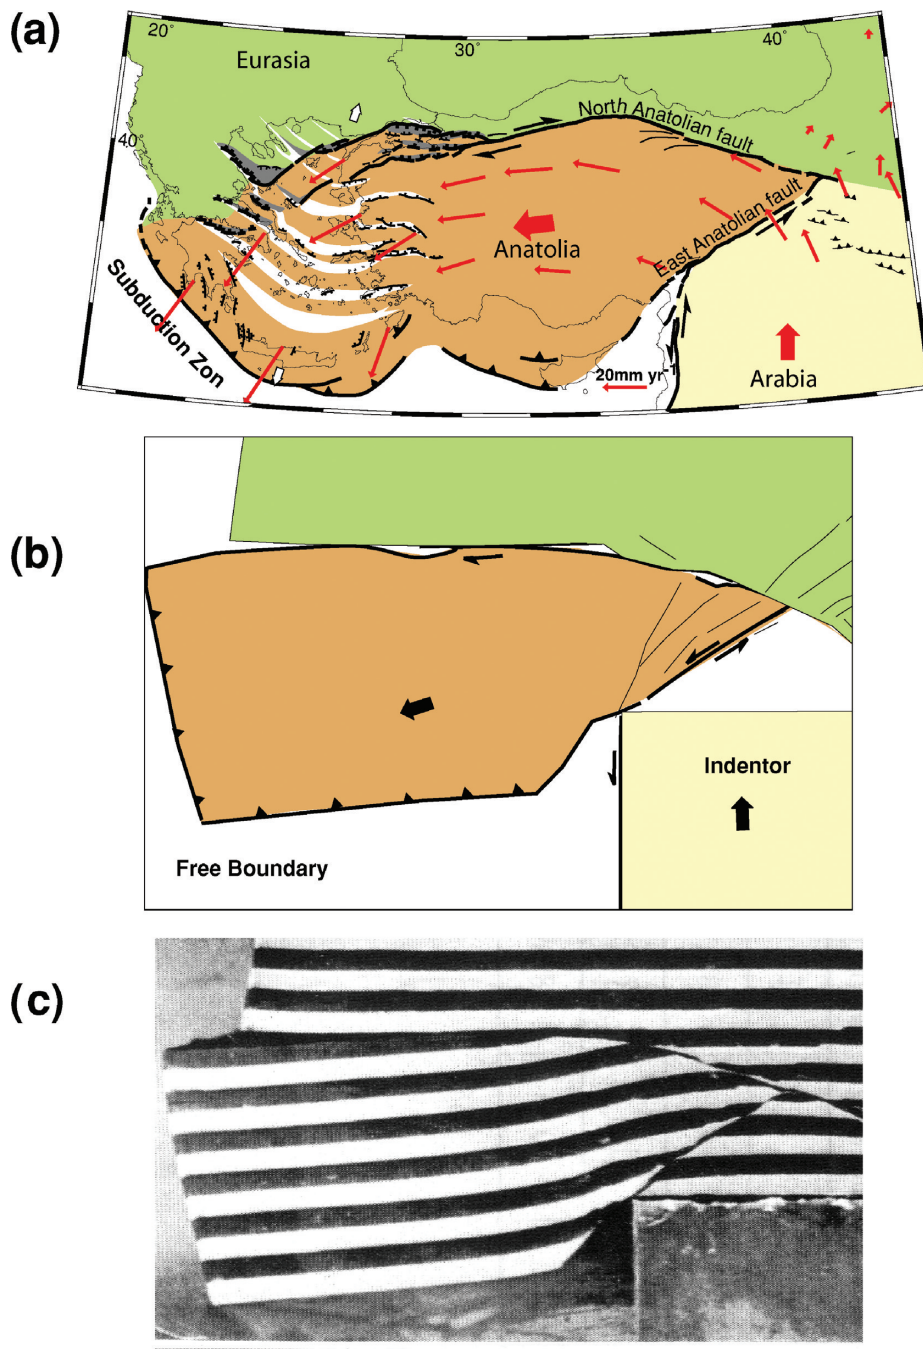 (a)
20°
30°
40°
40°
Eurasia
North Anatolian fault
East Anatolian fault
Anatolia
Subduction Zon
20mm yr-1
Arabia
(b)
Indentor
Free Boundary
(c)